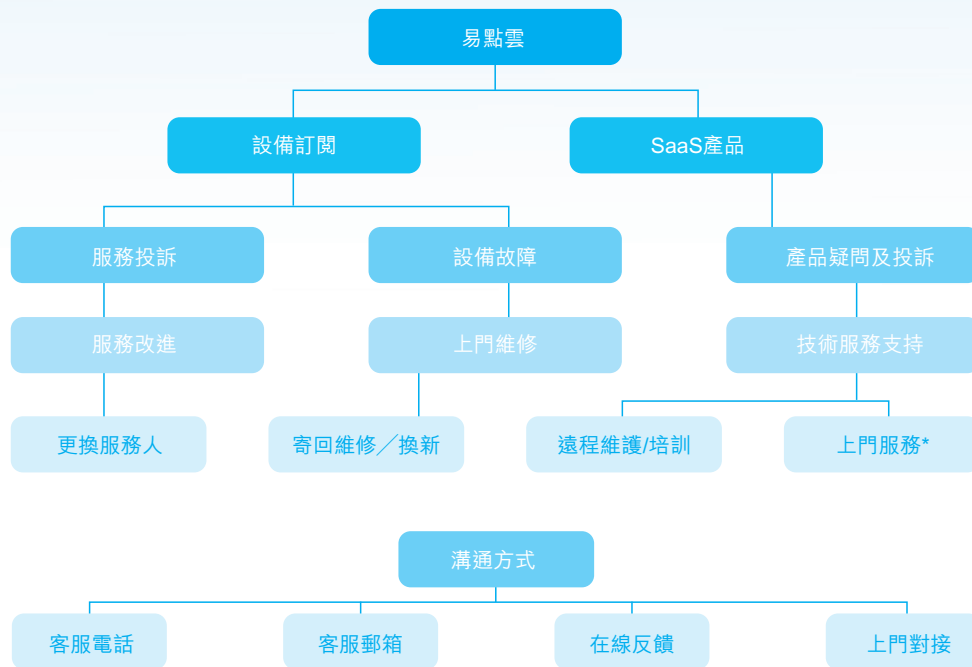 易點雲
設備訂閱
SaaS產品
服務投訴
設備故障
產品疑問及投訴
服務改進
上門維修
技術服務支持
更換服務人
寄回維修╱換新
遠程維護/培訓
上門服務*
溝通方式
客服電話
客服郵箱
在線反饋
上門對接